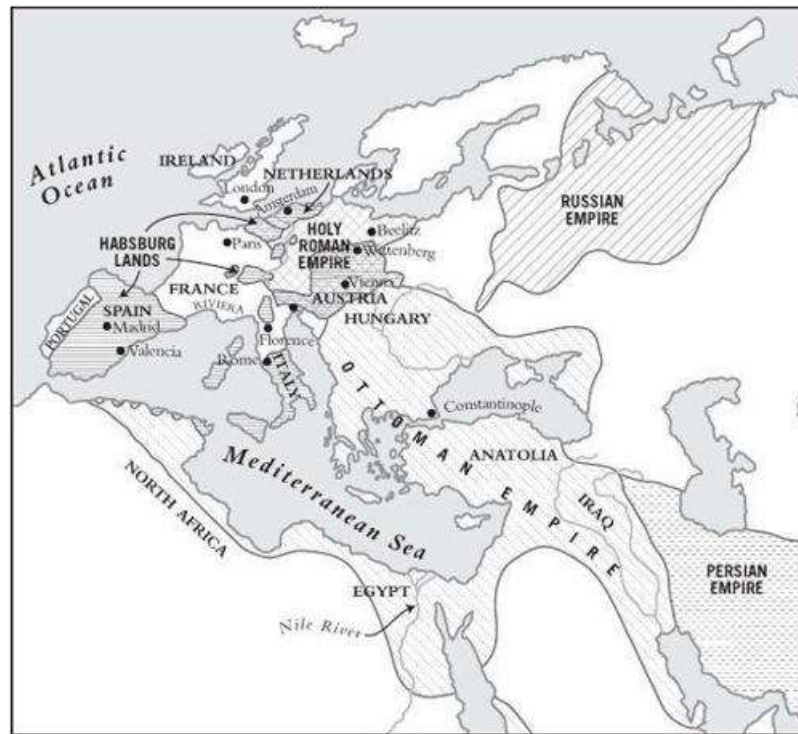 Atlantic
Ocean
IRELAND
NETHERLANDS
London
Amsterdam
RUSSIAN
EMPIRE
HABSBURG
LANDS
Paris
HOLY
ROMAN
EMPIRE
Beelitz
Wittenberg
FRANCE
RIVIERA
Vienna
AUSTRIA
HUNGARY
PORTUGAL
SPAIN
Madrid
Valencia
Florence
Rome
ITALY
OTTOMAN EMPIRE
Constantinople
ANATOLIA
Mediterranean Sea
NORTH AFRICA
IRAQ
PERSIAN
EMPIRE
EGYPT
Nile River